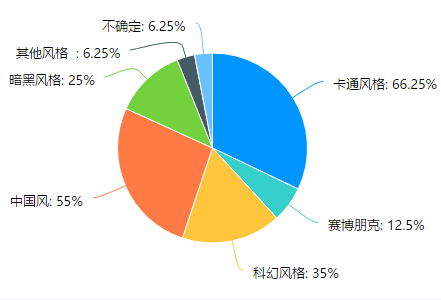 不确定: 6.25%
其他风格 : 6.25%
暗黑风格: 25%
卡通风格: 66.25%
中国风: 55%
赛博朋克: 12.5%
科幻风格: 35%